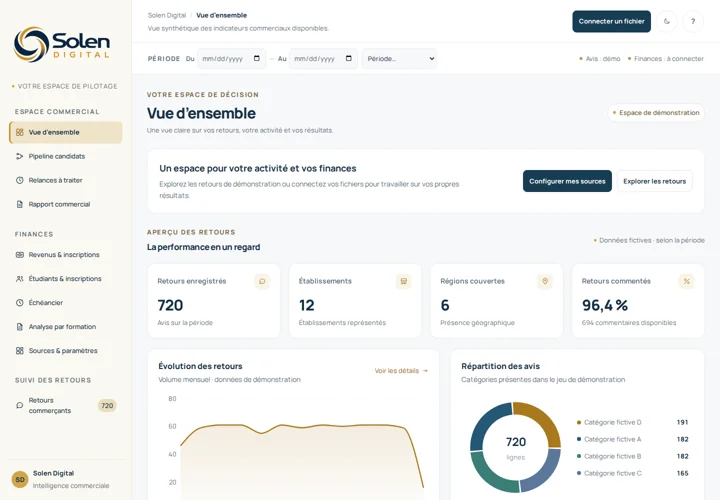 Solen
DIGITAL
VOTRE ESPACE DE PILOTAGE
ESPACE COMMERCIAL
Vue d'ensemble
Pipeline candidats
Relances à traiter
Rapport commercial
FINANCES
Revenus & inscriptions
Étudiants & inscriptions
Échéancier
Analyse par formation
Sources & paramètres
SUIVI DES RETOURS
Retours
commerçants
720
SD
Solen Digital
Intelligence commerciale
Solen Digital / Vue d'ensemble
Vue synthétique des indicateurs commerciaux disponibles.
Connecter un fichier
?
PÉRIODE Du mm/dd/yyyy – Au mm/dd/yyyy Période…
Avis : démo Finances : à connecter
VOTRE ESPACE DE DÉCISION
Vue d'ensemble
Une vue claire sur vos retours, votre activité et vos résultats.
Espace de démonstration
Un espace pour votre activité et vos finances
Explorez les retours de démonstration ou connectez vos fichiers pour travailler sur vos propres
résultats.
Configurer mes sources
Explorer les retours
APERÇU DES RETOURS
La performance en un regard
Données fictives · selon la période
Retours enregistrés
720
Avis sur la période
Établissements
12
Établissements représentés
Régions couvertes
6
Présence géographique
Retours commentés
96,4 %
694 commentaires disponibles
Évolution des retours
Volume mensuel · données de démonstration
Voir les détails →
80
60
40
20
Répartition des avis
Catégories présentes dans le jeu de démonstration
720
lignes
Catégorie fictive D 191
Catégorie fictive A 182
Catégorie fictive B 182
Catégorie fictive C 165